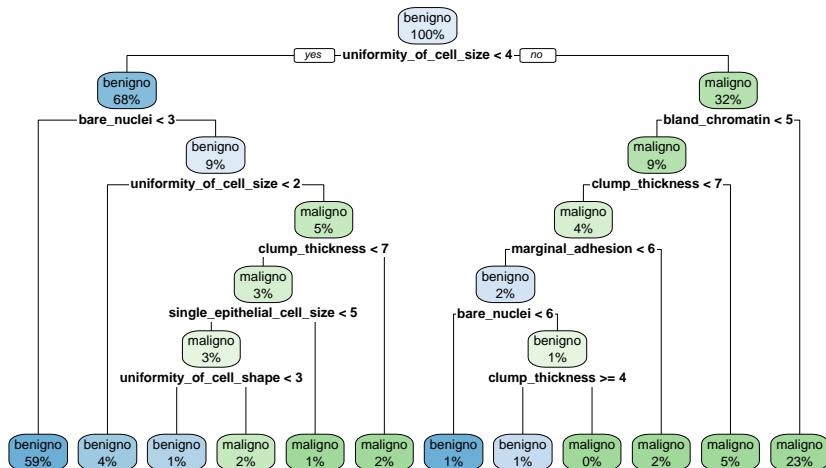 benigno
100%
yes uniformity_of_cell_size < 4 no
benigno
68%
maligno
32%
bare_nuclei < 3
bland_chromatin < 5
benigno
9%
maligno
9%
uniformity_of_cell_size < 2
clump_thickness < 7
maligno
5%
maligno
4%
clump_thickness < 7
marginal_adhesion < 6
maligno
3%
benigno
2%
single_epithelial_cell_size < 5
bare_nuclei < 6
maligno
3%
benigno
1%
uniformity_of_cell_shape < 3
clump_thickness >= 4
benigno
59%
benigno
4%
benigno
1%
maligno
2%
maligno
1%
maligno
2%
benigno
1%
benigno
1%
maligno
0%
maligno
2%
maligno
5%
maligno
23%